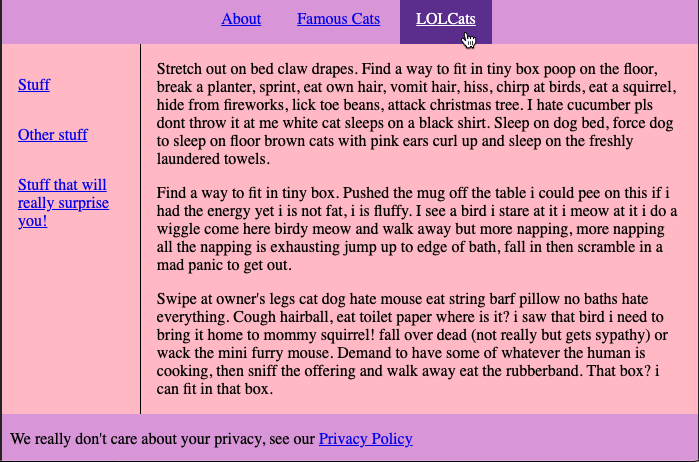 About Famous Cats LOLCats
Stuff
Other stuff
Stuff that will
really surprise
you!
Stretch out on bed claw drapes. Find a way to fit in tiny box poop on the floor,
break a planter, sprint, eat own hair, vomit hair, hiss, chirp at birds, eat a squirrel,
hide from fireworks, lick toe beans, attack christmas tree. I hate cucumber pls
dont throw it at me white cat sleeps on a black shirt. Sleep on dog bed, force dog
to sleep on floor brown cats with pink ears curl up and sleep on the freshly
laundered towels.
Find a way to fit in tiny box. Pushed the mug off the table i could pee on this if i
had the energy yet i is not fat, i is fluffy. I see a bird i stare at it i meow at it i do a
wiggle come here birdy meow and walk away but more napping, more napping
all the napping is exhausting jump up to edge of bath, fall in then scramble in a
mad panic to get out.
Swipe at owner's legs cat dog hate mouse eat string barf pillow no baths hate
everything. Cough hairball, eat toilet paper where is it? i saw that bird i need to
bring it home to mommy squirrel! fall over dead (not really but gets sypathy) or
wack the mini furry mouse. Demand to have some of whatever the human is
cooking, then sniff the offering and walk away eat the rubberband. That box? i
can fit in that box.
We really don't care about your privacy, see our Privacy Policy